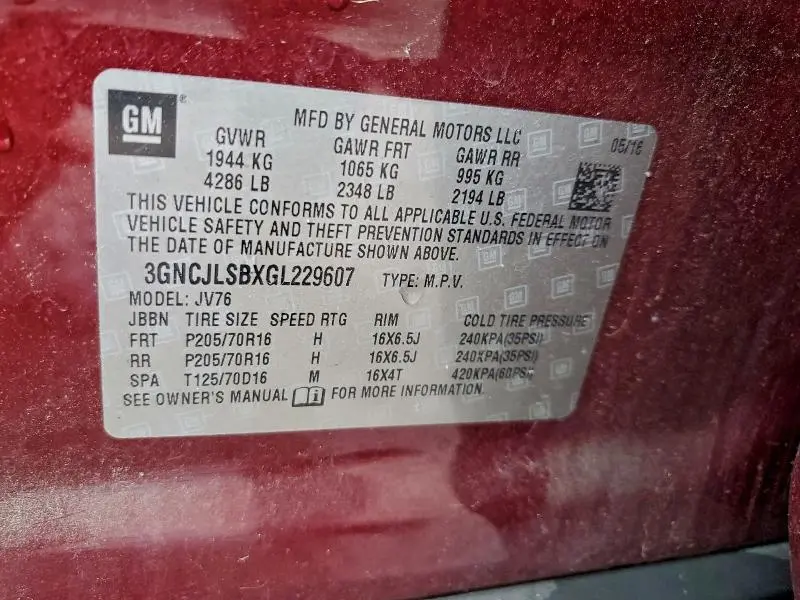 GM ®
MFD BY GENERAL MOTORS LLC 05/16
GVWR GAWR FRT GAWR RR
1944 KG 1065 KG 995 KG
4286 LB 2348 LB 2194 LB
THIS VEHICLE CONFORMS TO ALL APPLICABLE U.S. FEDERAL MOTOR
VEHICLE SAFETY AND THEFT PREVENTION STANDARDS IN EFFECT ON
THE DATE OF MANUFACTURE SHOWN ABOVE.
3GNCJLSBXGL229607 TYPE: M.P.V.
MODEL: JV76
JBBN TIRE SIZE SPEED RTG RIM COLD TIRE PRESSURE
FRT P205/70R16 H 16X6.5J 240KPA(35PSI)
RR P205/70R16 H 16X6.5J 240KPA(35PSI)
SPA T125/70D16 M 16X4T 420KPA(60PSI)
SEE OWNER'S MANUAL i FOR MORE INFORMATION.